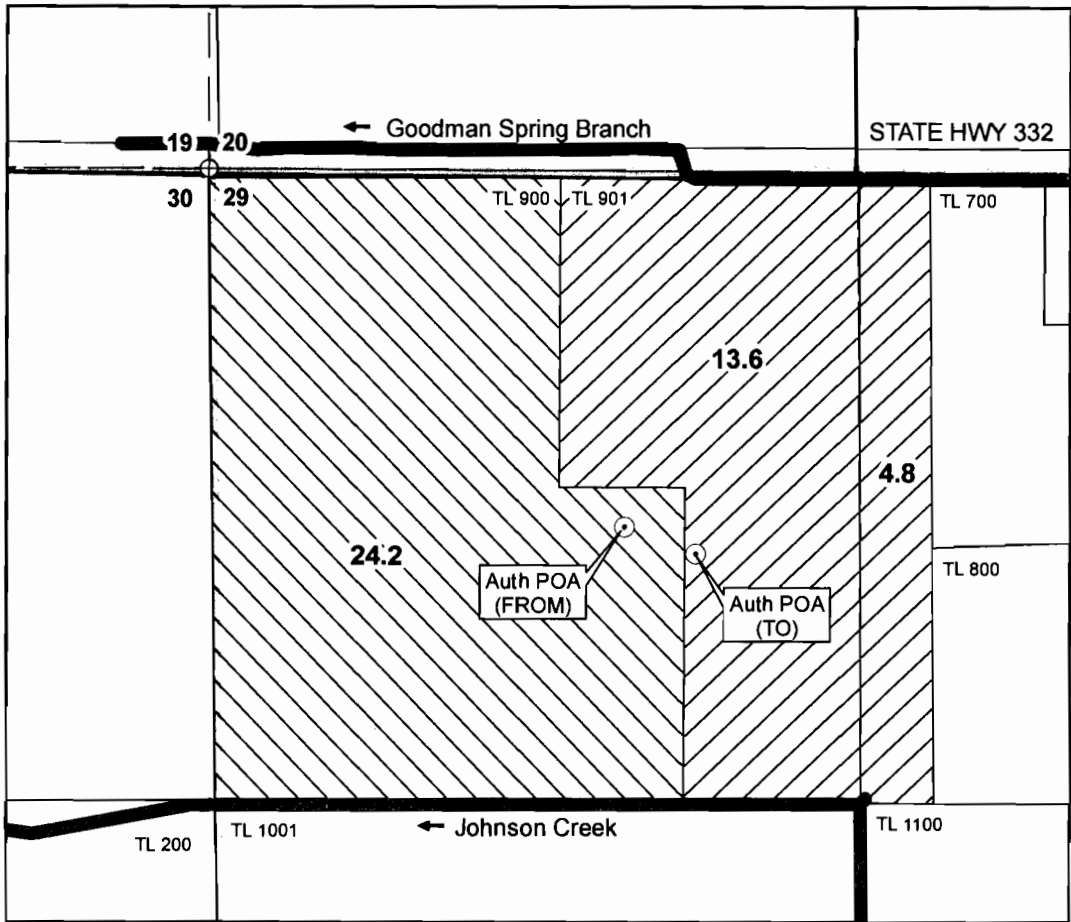 ← Goodman Spring Branch
STATE HWY 332
19 20
30 29
TL 900
TL 901
TL 700
13.6
4.8
24.2
Auth POA
(FROM)
Auth POA
(TO)
TL 800
TL 200
TL 1001
← Johnson Creek
TL 1100